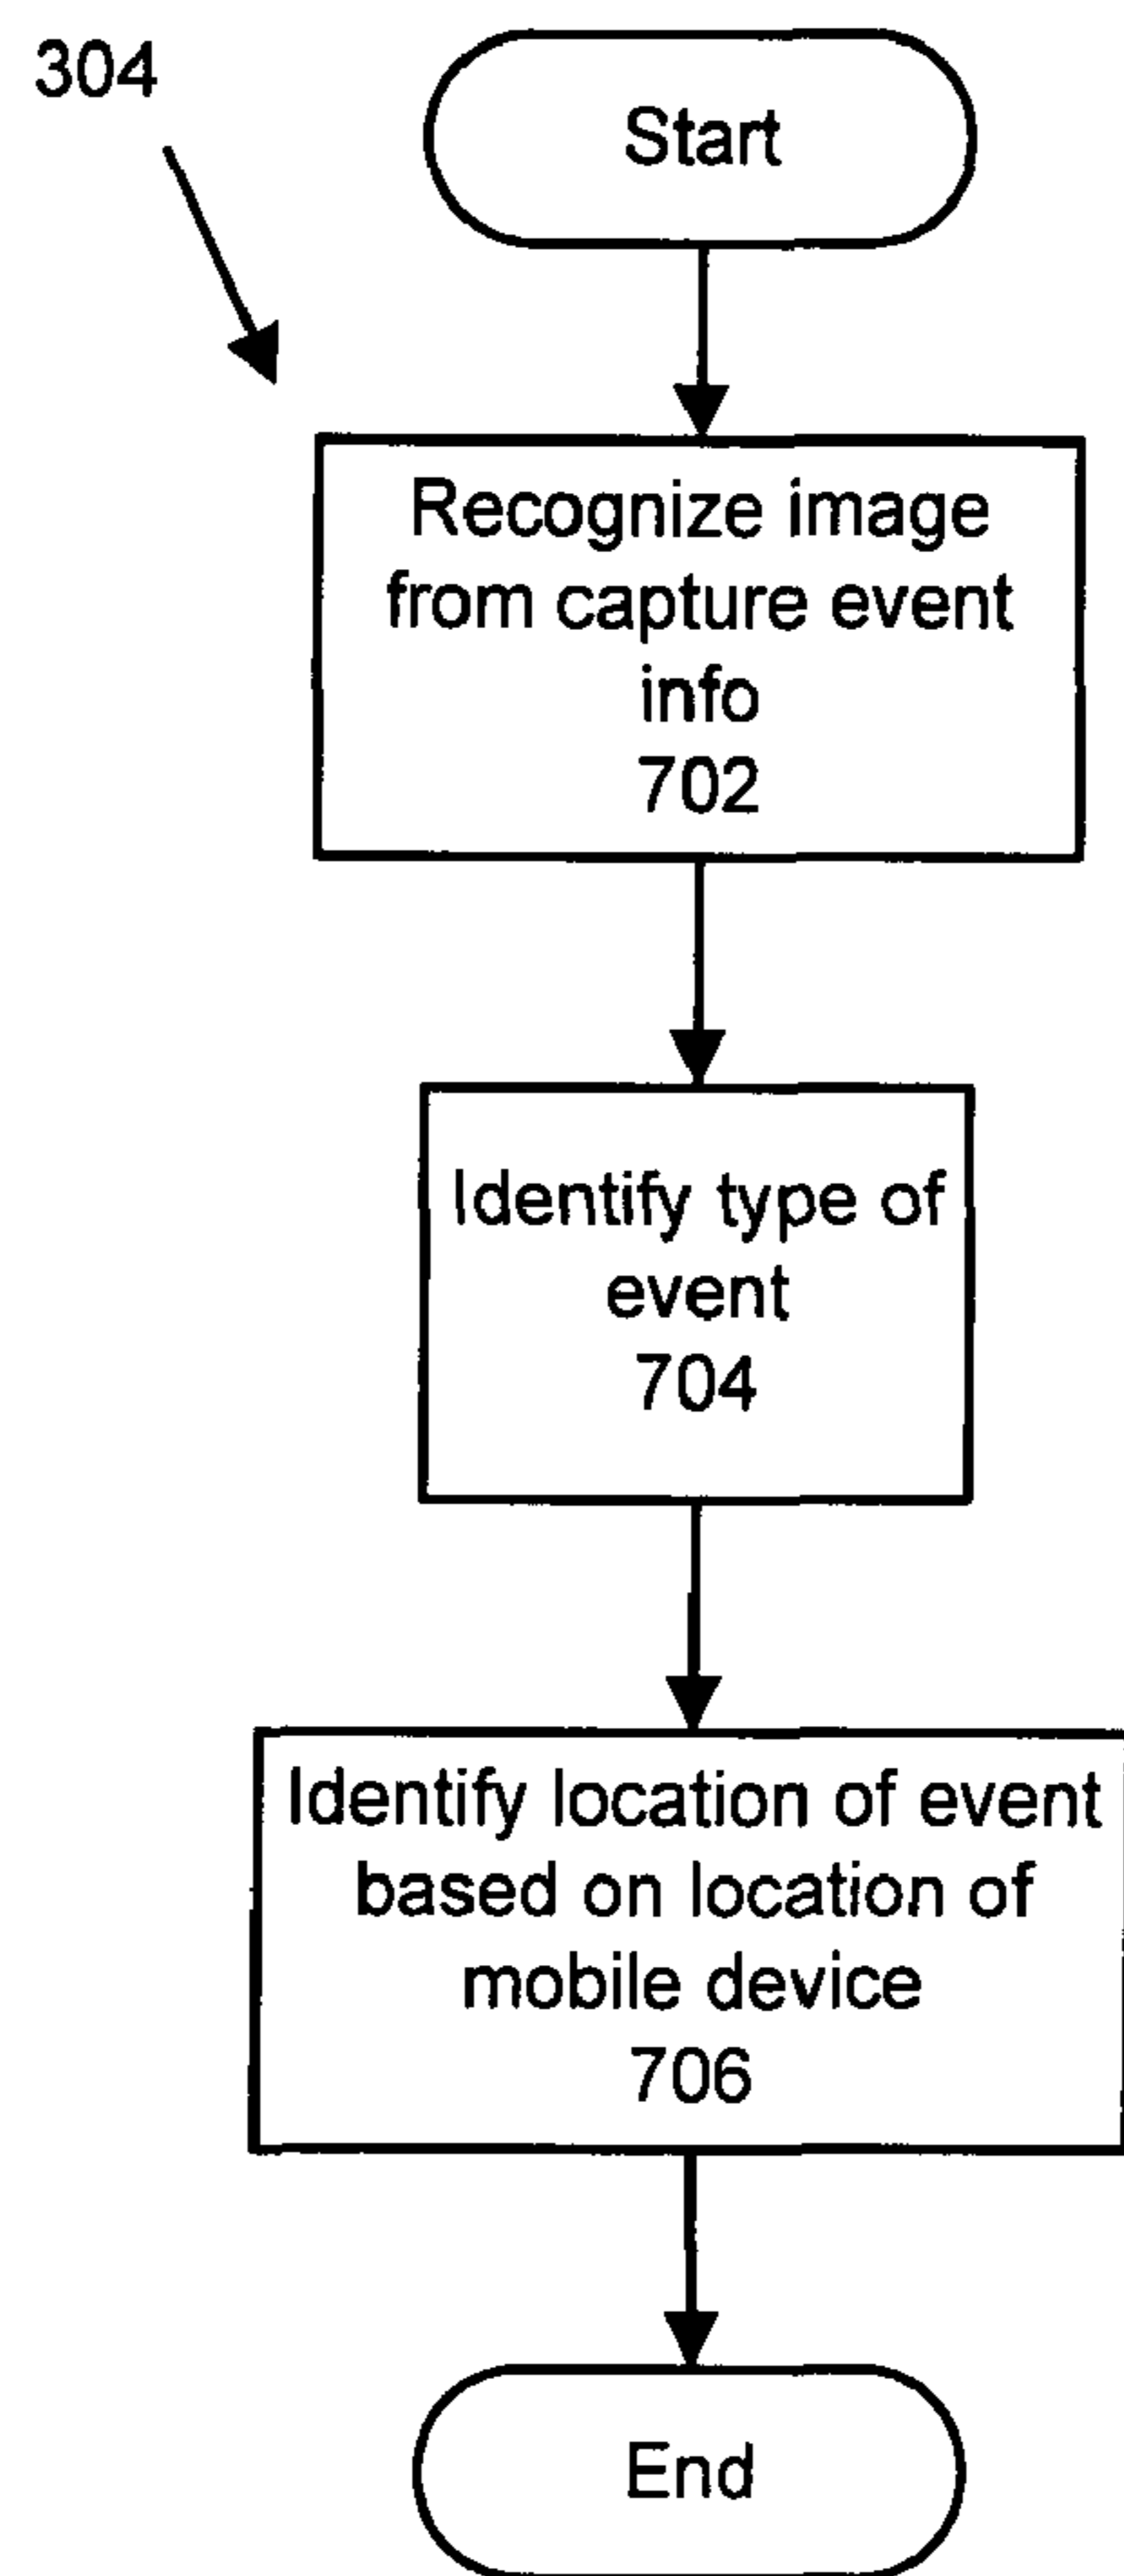 304
Start
Recognize image
from capture event
info
702
Identify type of
event
704
Identify location of event
based on location of
mobile device
706
End